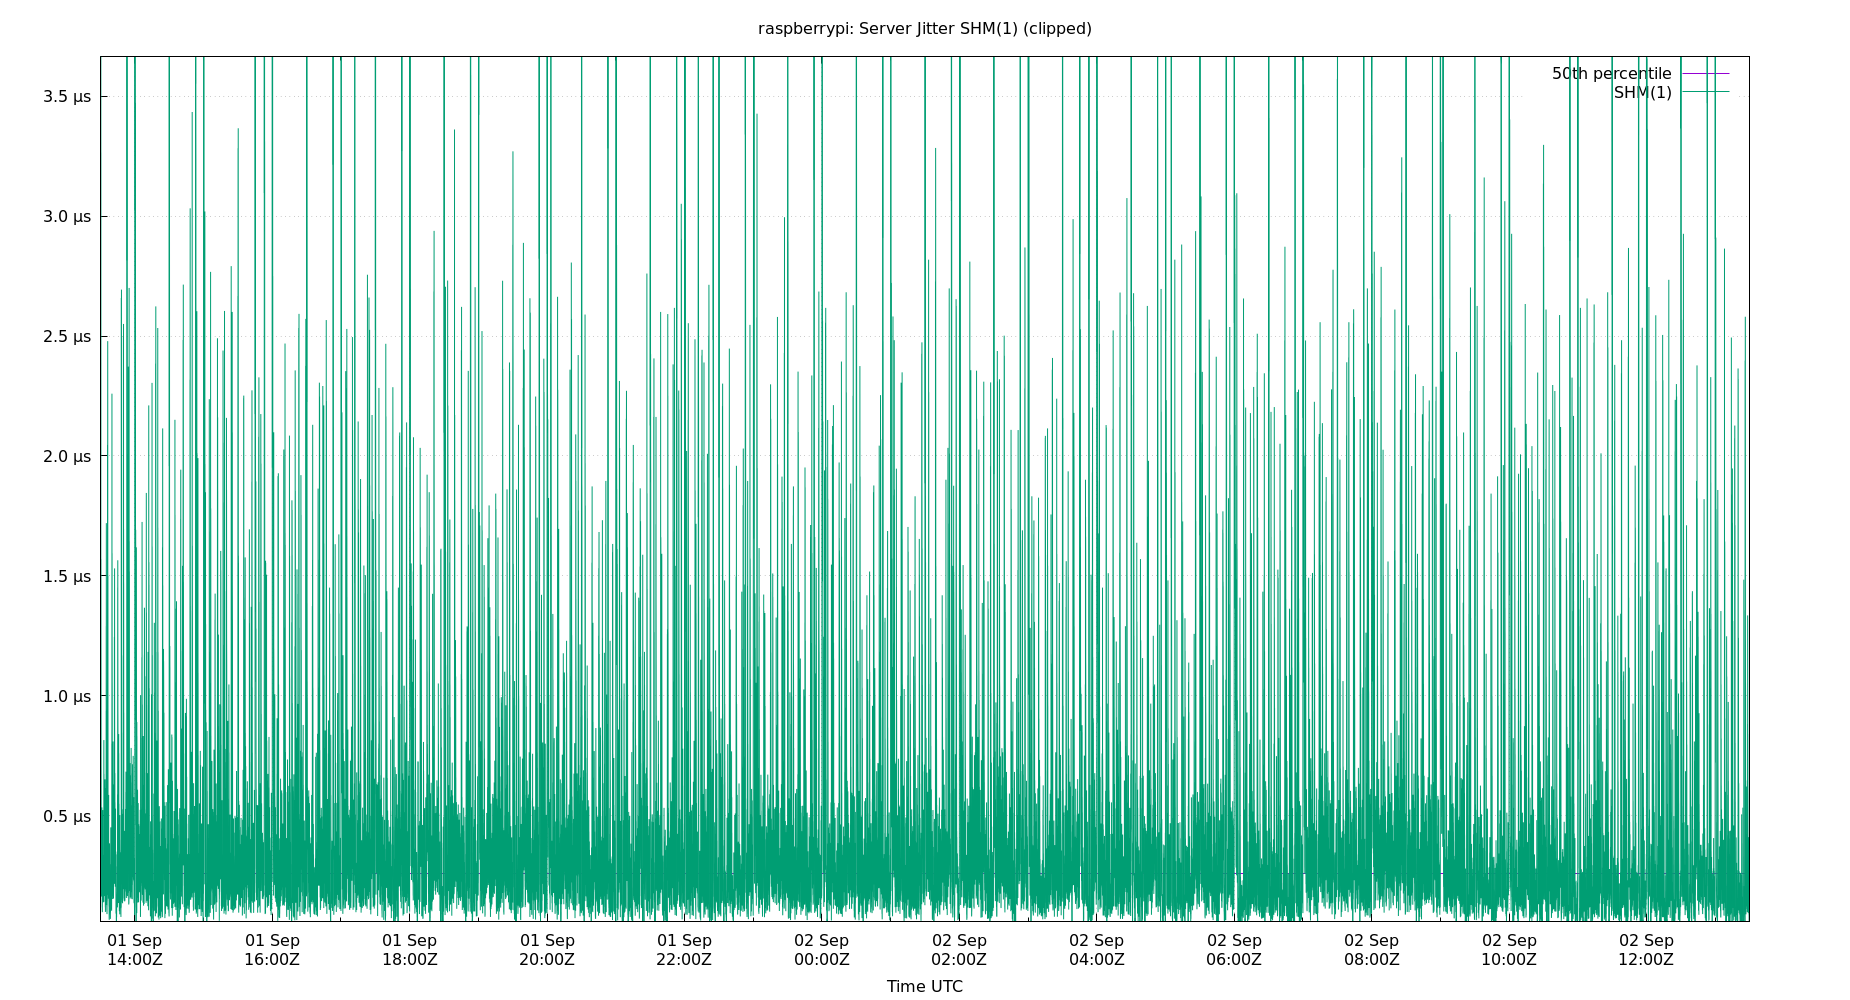 raspberrypi: Server Jitter SHM(1) (clipped)
50th percentile
SHM(1)
3.5 µs
3.0 µs
2.5 µs
2.0 µs
1.5 µs
1.0 µs
0.5 µs
01 Sep 01 Sep 01 Sep 01 Sep 01 Sep 02 Sep 02 Sep 02 Sep 02 Sep 02 Sep 02 Sep 02 Sep
14:00Z 16:00Z 18:00Z 20:00Z 22:00Z 00:00Z 02:00Z 04:00Z 06:00Z 08:00Z 10:00Z 12:00Z
Time UTC